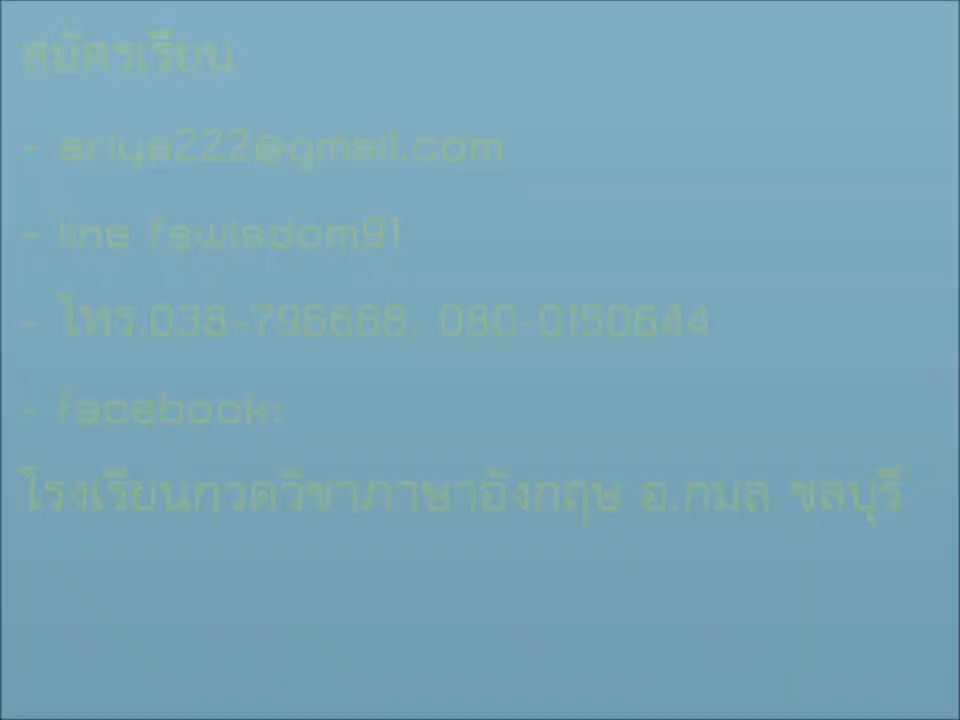 สมัครเรียน
- ariya222@gmail.com
- line fswisdom91
- โทร.038-796668, 080-0150644
- facebook:
โรงเรียนกวดวิชาภาษาอังกฤษ อ.กมล ชลบุรี